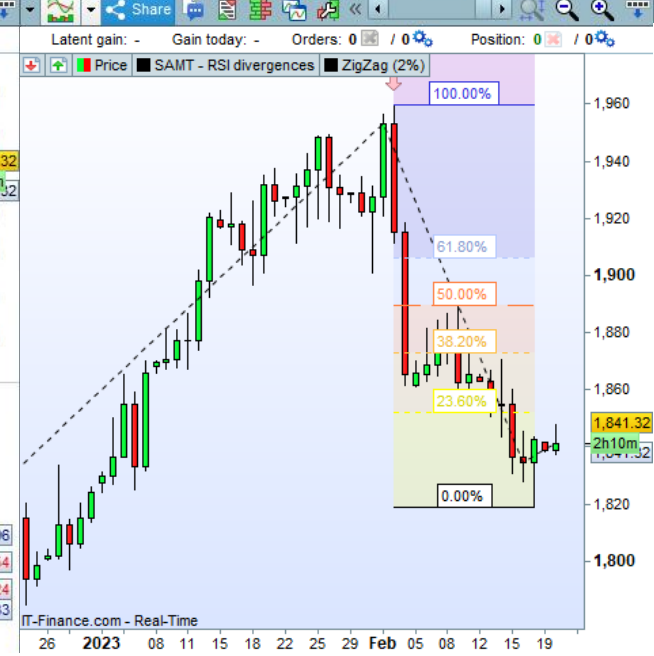 Share
Latent gain: - Gain today: - Orders: 0 / 0 Position: 0 / 0
Price SAMT - RSI divergences ZigZag (2%)
100.00%
1,960
1,940
1,920
61.80%
1,900
50.00%
1,880
38.20%
1,860
23.60%
1,841.32
2h10m
0.00%
1,820
1,800
IT-Finance.com - Real-Time
26 2023 08 11 15 18 22 25 29 Feb 05 08 12 15 19